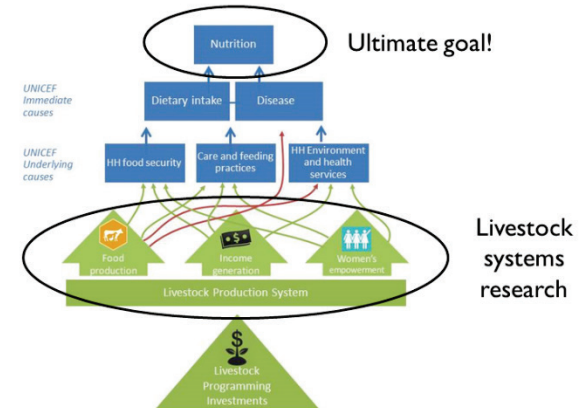 Nutrition
Ultimate goal!
UNICEF
Immediate
causes
Dietary intake
Disease
UNICEF
Underlying
causes
HH food security
Care and feeding
practices
HH Environment
and health
services
$
Food
production
Income
generation
Women's
empowerment
Livestock Production System
Livestock
systems
research
$
Livestock
Programming
Investments